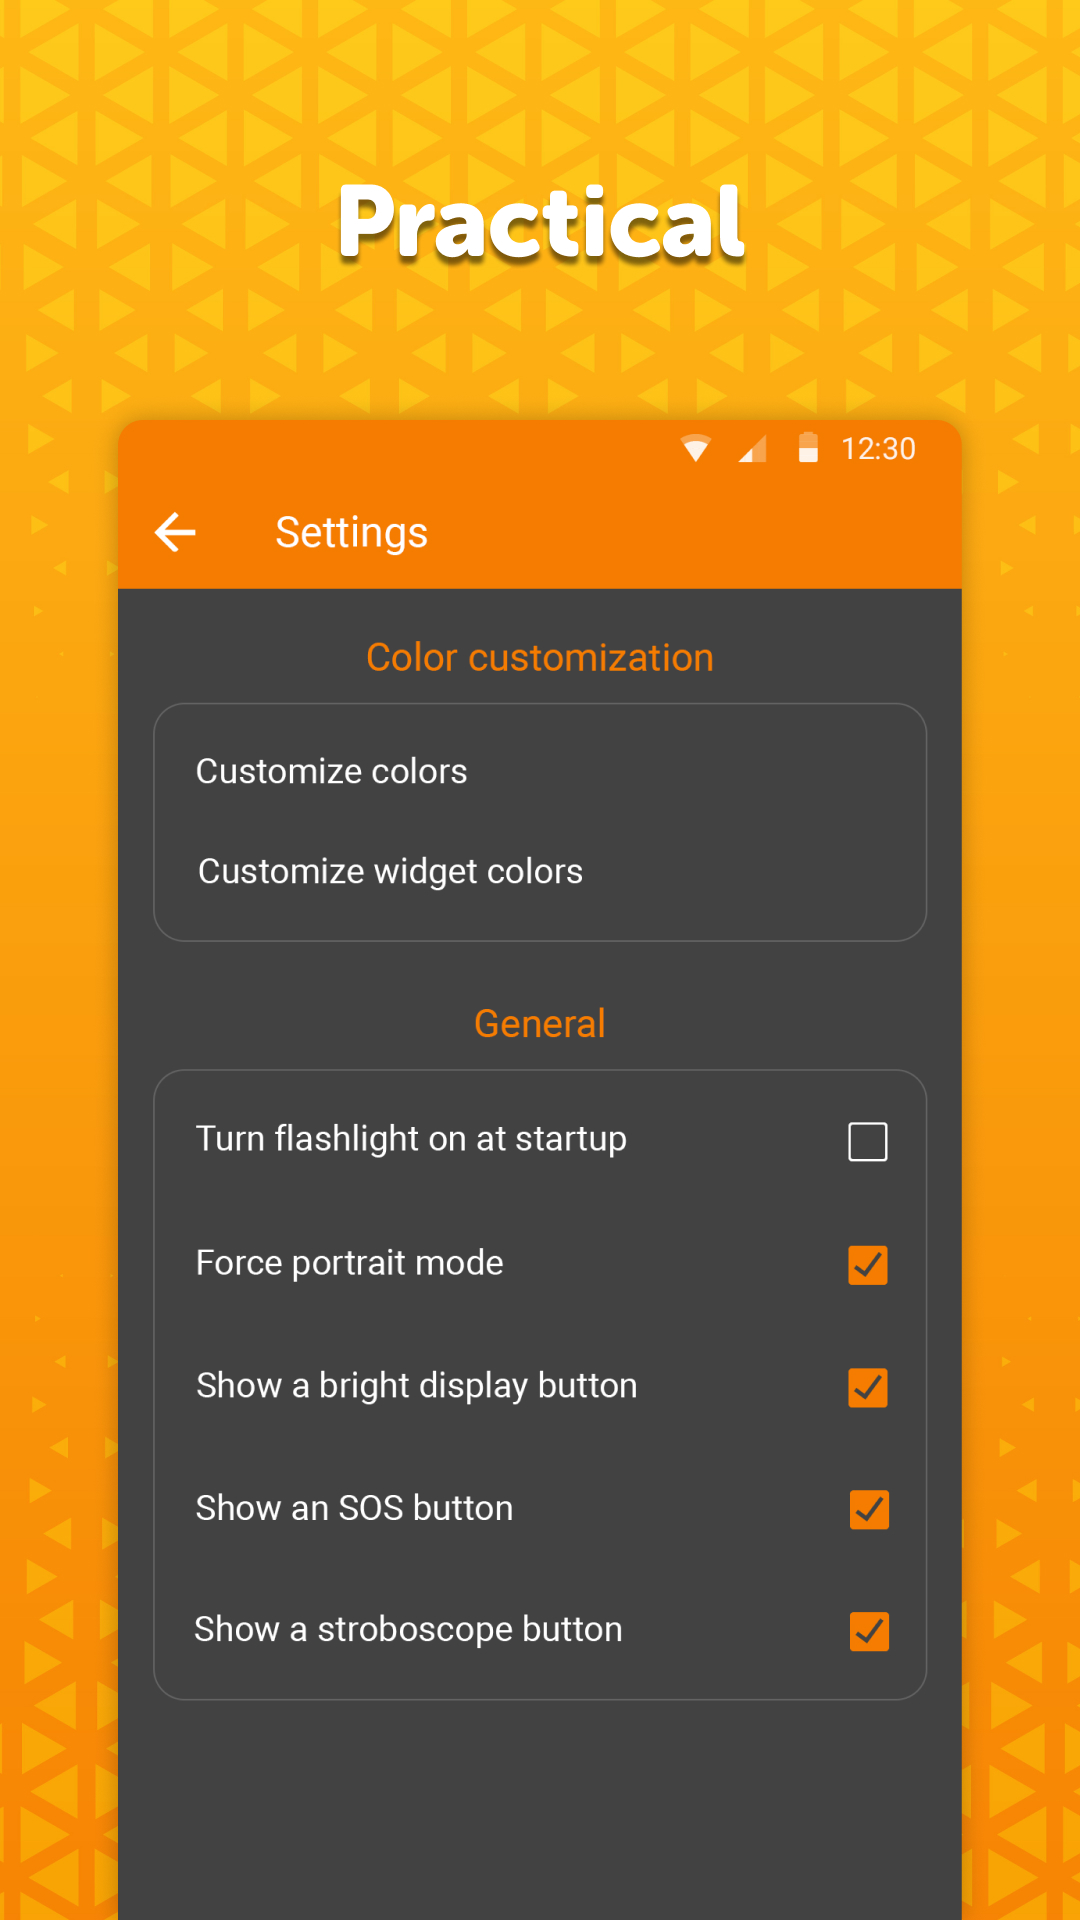 Practical
12:30
Settings
Color customization
Customize colors
Customize widget colors
General
Turn flashlight on at startup
Force portrait mode
Show a bright display button
Show an SOS button
Show a stroboscope button